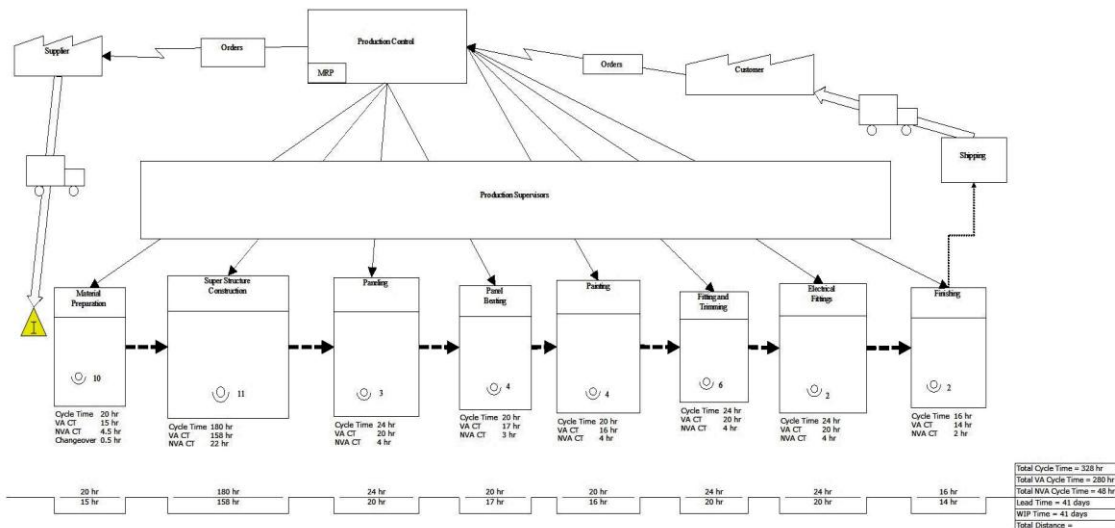 Supplier
Orders
Production Control
MRP
Orders
Customer
Shipping
Production Supervisors
Material
Preparation
10
Cycle Time 20 hr
VA CT 15 hr
NVA CT 4.5 hr
Changeover 0.5 hr
Super Structure
Construction
11
Cycle Time 180 hr
VA CT 158 hr
NVA CT 22 hr
Paneling
3
Cycle Time 24 hr
VA CT 20 hr
NVA CT 4 hr
Panel
Beating
4
Cycle Time 20 hr
VA CT 17 hr
NVA CT 3 hr
Painting
4
Cycle Time 20 hr
VA CT 16 hr
NVA CT 4 hr
Fitting and
Trimming
6
Cycle Time 24 hr
VA CT 20 hr
NVA CT 4 hr
Electrical
Fittings
2
Cycle Time 24 hr
VA CT 20 hr
NVA CT 4 hr
Finishing
2
Cycle Time 16 hr
VA CT 14 hr
NVA CT 2 hr
I
20 hr
15 hr
180 hr
158 hr
24 hr
20 hr
20 hr
17 hr
20 hr
16 hr
24 hr
20 hr
24 hr
20 hr
16 hr
14 hr
Total Cycle Time = 328 hr
Total VA Cycle Time = 280 hr
Total NVA Cycle Time = 48 hr
Lead Time = 41 days
WIP Time = 41 days
Total Distance =